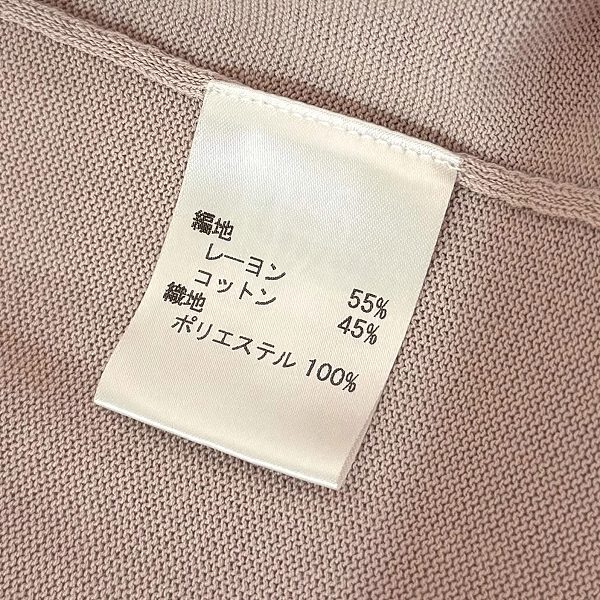 編地
レーヨン 55%
コットン 45%
織地
ポリエステル 100%